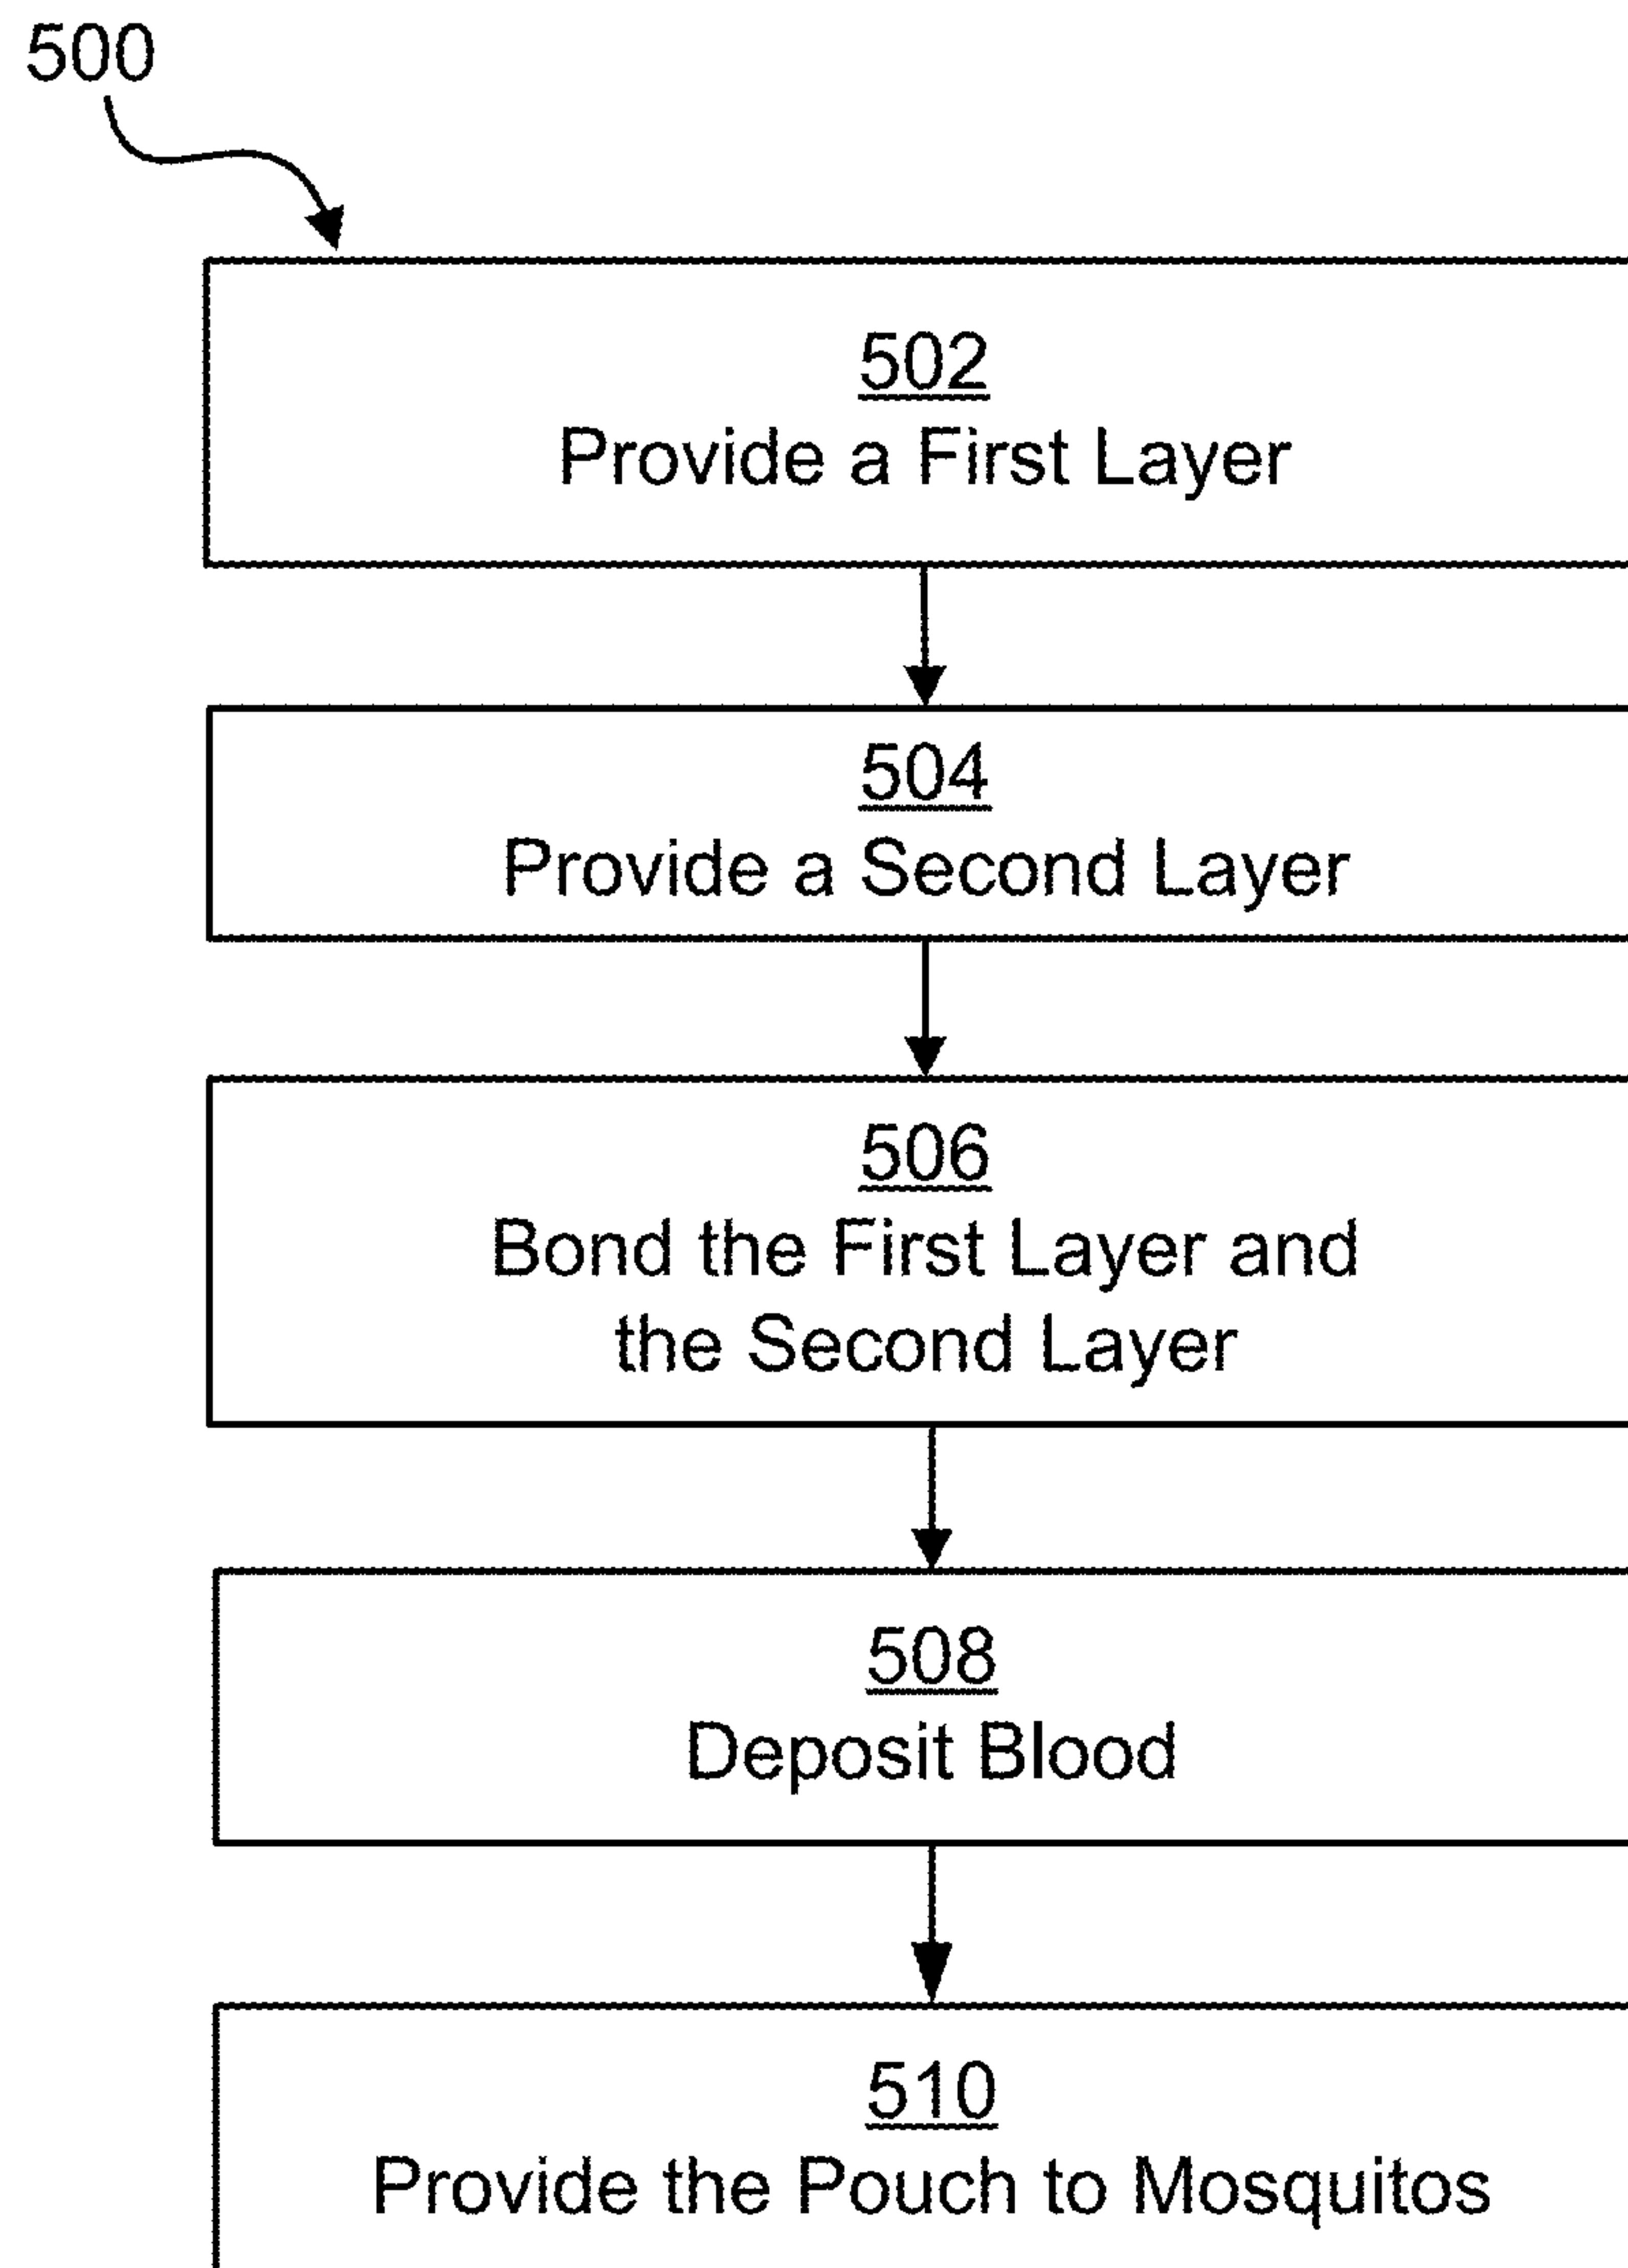 500
502
Provide a First Layer
504
Provide a Second Layer
506
Bond the First Layer and
the Second Layer
508
Deposit Blood
510
Provide the Pouch to Mosquitos